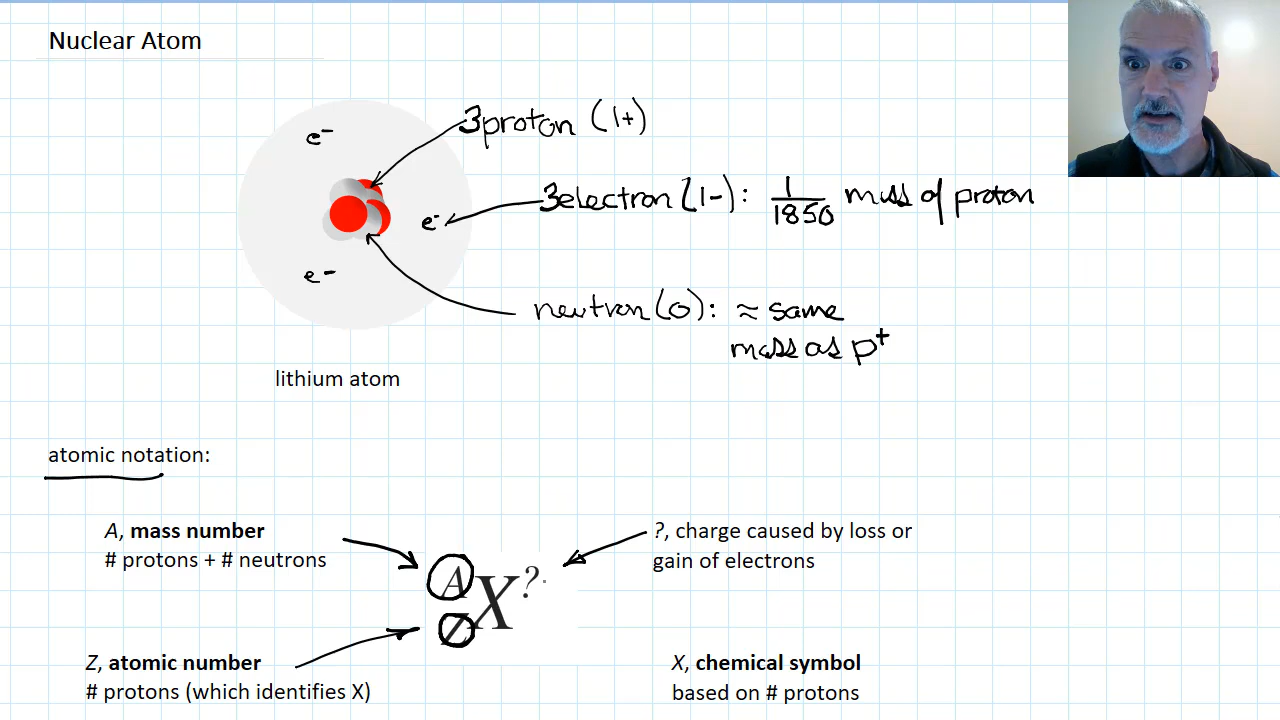 Nuclear Atom
3proton (1+)
e⁻
3electron (1-): 1/1850 mass of proton
e⁻
e⁻
neutron (0): ≈ same
mass as p⁺
lithium atom
atomic notation:
A, mass number
# protons + # neutrons
?, charge caused by loss or
gain of electrons
A
X?
Z
Z, atomic number
# protons (which identifies X)
X, chemical symbol
based on # protons